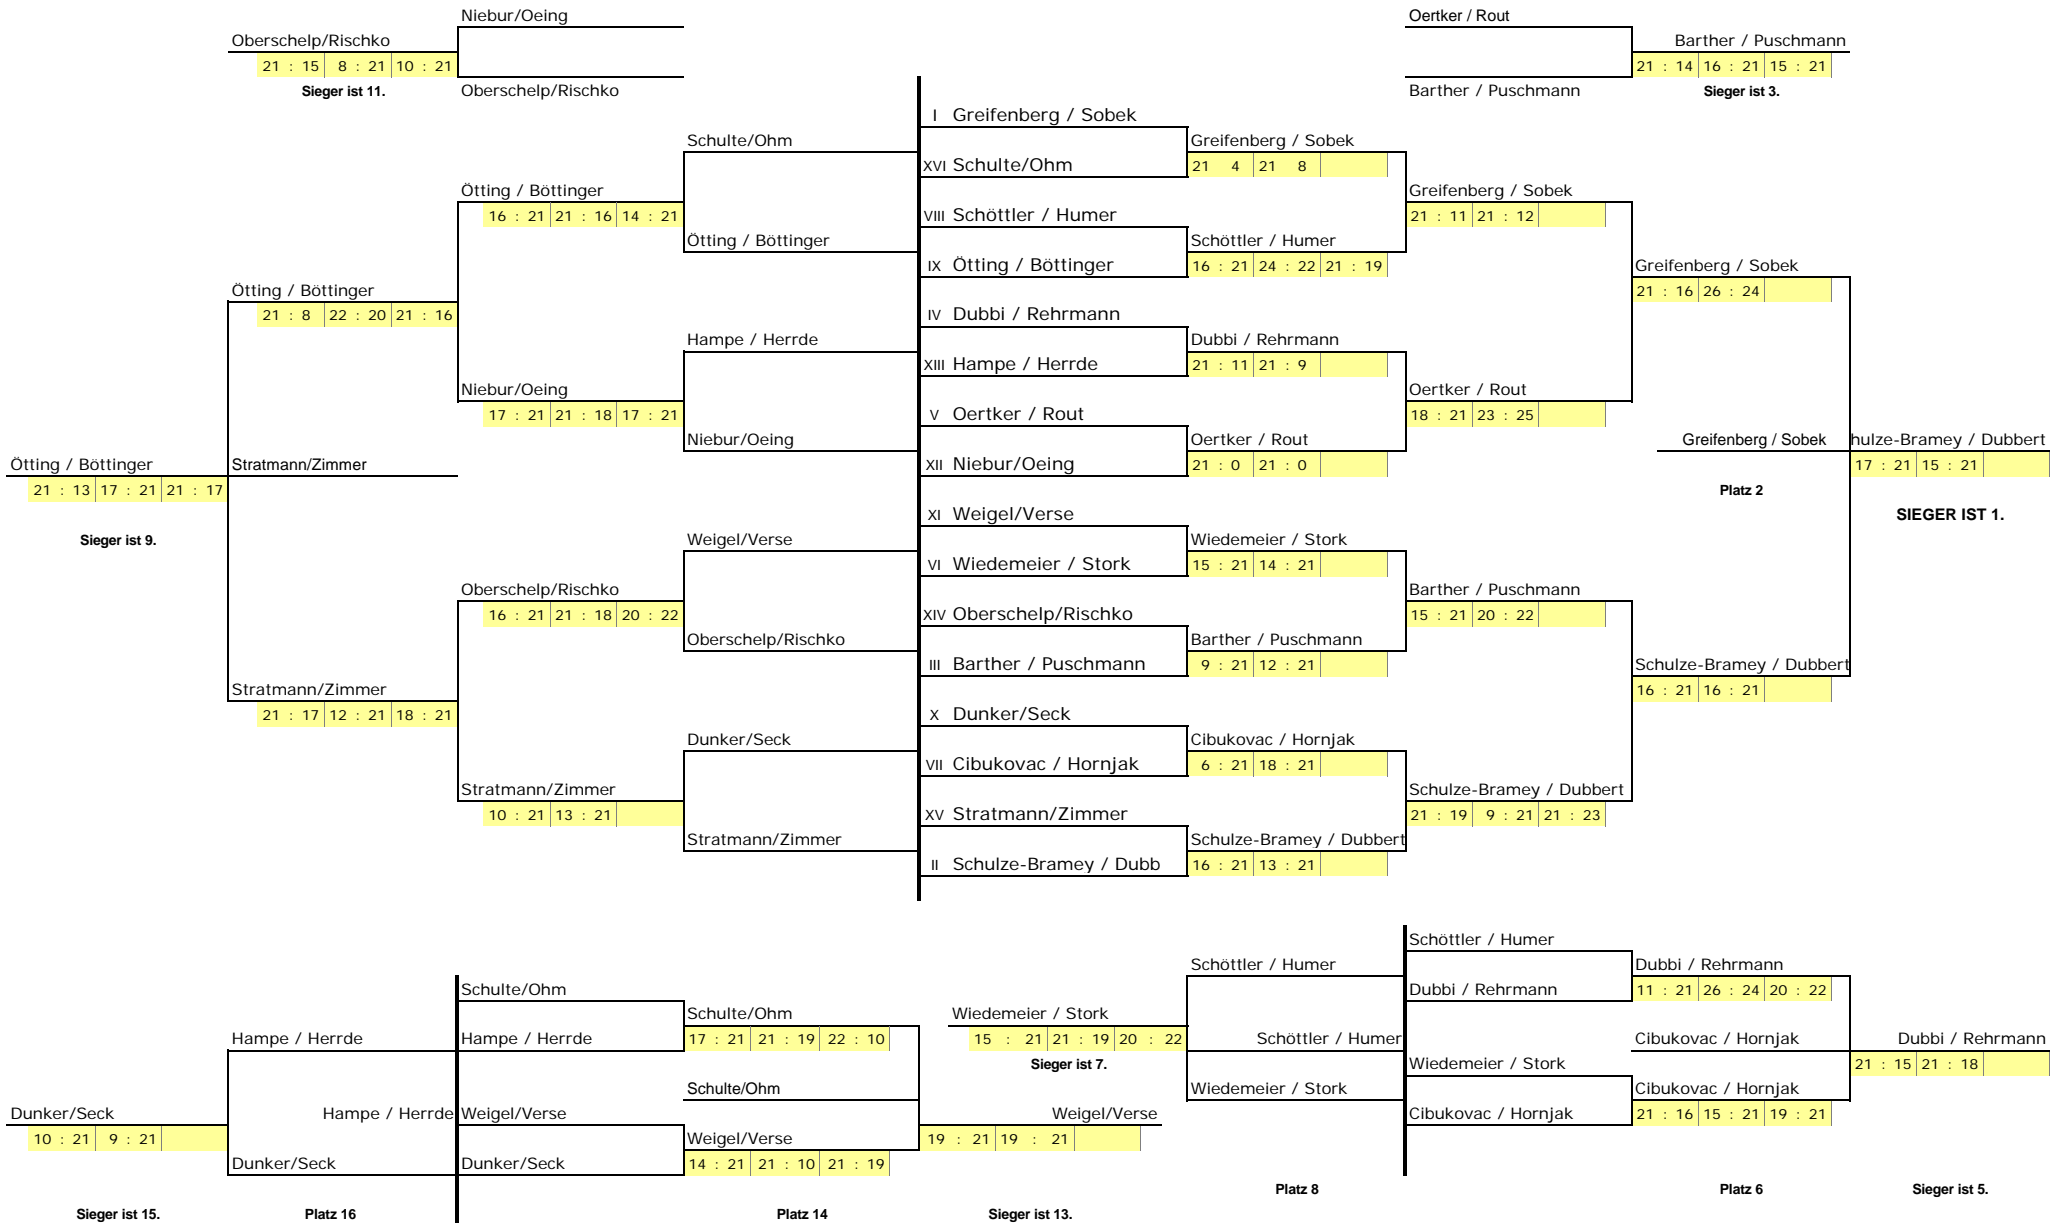 Niebur/Oeing
Oertker / Rout
Oberschelp/Rischko
Barther / Puschmann
21 : 15 8 : 21 10 : 21
21 : 14 16 : 21 15 : 21
Sieger ist 11.
Oberschelp/Rischko
Barther / Puschmann
Sieger ist 3.
I Greifenberg / Sobek
Schulte/Ohm
Greifenberg / Sobek
XVI Schulte/Ohm
21 4 21 8
Ötting / Böttinger
Greifenberg / Sobek
16 : 21 21 : 16 14 : 21
VIII Schöttler / Humer
21 : 11 21 : 12
Ötting / Böttinger
Schöttler / Humer
IX Ötting / Böttinger
16 : 21 24 : 22 21 : 19
Greifenberg / Sobek
Ötting / Böttinger
21 : 16 26 : 24
21 : 8 22 : 20 21 : 16
IV Dubbi / Rehrmann
Hampe / Herrde
Dubbi / Rehrmann
XIII Hampe / Herrde
21 : 11 21 : 9
Niebur/Oeing
Oertker / Rout
17 : 21 21 : 18 17 : 21
V Oertker / Rout
18 : 21 23 : 25
Niebur/Oeing
Oertker / Rout
Greifenberg / Sobek
hulze-Bramey / Dubbert
Ötting / Böttinger
Stratmann/Zimmer
XII Niebur/Oeing
21 : 0 21 : 0
17 : 21 15 : 21
21 : 13 17 : 21 21 : 17
Platz 2
XI Weigel/Verse
SIEGER IST 1.
Sieger ist 9.
Weigel/Verse
Wiedemeier / Stork
VI Wiedemeier / Stork
15 : 21 14 : 21
Oberschelp/Rischko
Barther / Puschmann
16 : 21 21 : 18 20 : 22
XIV Oberschelp/Rischko
15 : 21 20 : 22
Oberschelp/Rischko
Barther / Puschmann
III Barther / Puschmann
9 : 21 12 : 21
Schulze-Bramey / Dubbert
Stratmann/Zimmer
16 : 21 16 : 21
21 : 17 12 : 21 18 : 21
X Dunker/Seck
Dunker/Seck
Cibukovac / Hornjak
VII Cibukovac / Hornjak
6 : 21 18 : 21
Stratmann/Zimmer
Schulze-Bramey / Dubbert
10 : 21 13 : 21
XV Stratmann/Zimmer
21 : 19 9 : 21 21 : 23
Stratmann/Zimmer
Schulze-Bramey / Dubbert
II Schulze-Bramey / Dubb
16 : 21 13 : 21
Schöttler / Humer
Schöttler / Humer
Dubbi / Rehrmann
Schulte/Ohm
Dubbi / Rehrmann
11 : 21 26 : 24 20 : 22
Schulte/Ohm
Wiedemeier / Stork
Hampe / Herrde
Hampe / Herrde
17 : 21 21 : 19 22 : 10
15 : 21 21 : 19 20 : 22
Schöttler / Humer
Cibukovac / Hornjak
Dubbi / Rehrmann
Sieger ist 7.
Wiedemeier / Stork
21 : 15 21 : 18
Schulte/Ohm
Wiedemeier / Stork
Cibukovac / Hornjak
Dunker/Seck
Hampe / Herrde
Weigel/Verse
Weigel/Verse
Cibukovac / Hornjak
21 : 16 15 : 21 19 : 21
10 : 21 9 : 21
Weigel/Verse
19 : 21 19 : 21
Dunker/Seck
Dunker/Seck
14 : 21 21 : 10 21 : 19
Platz 8
Platz 6
Sieger ist 5.
Sieger ist 15.
Platz 16
Platz 14
Sieger ist 13.